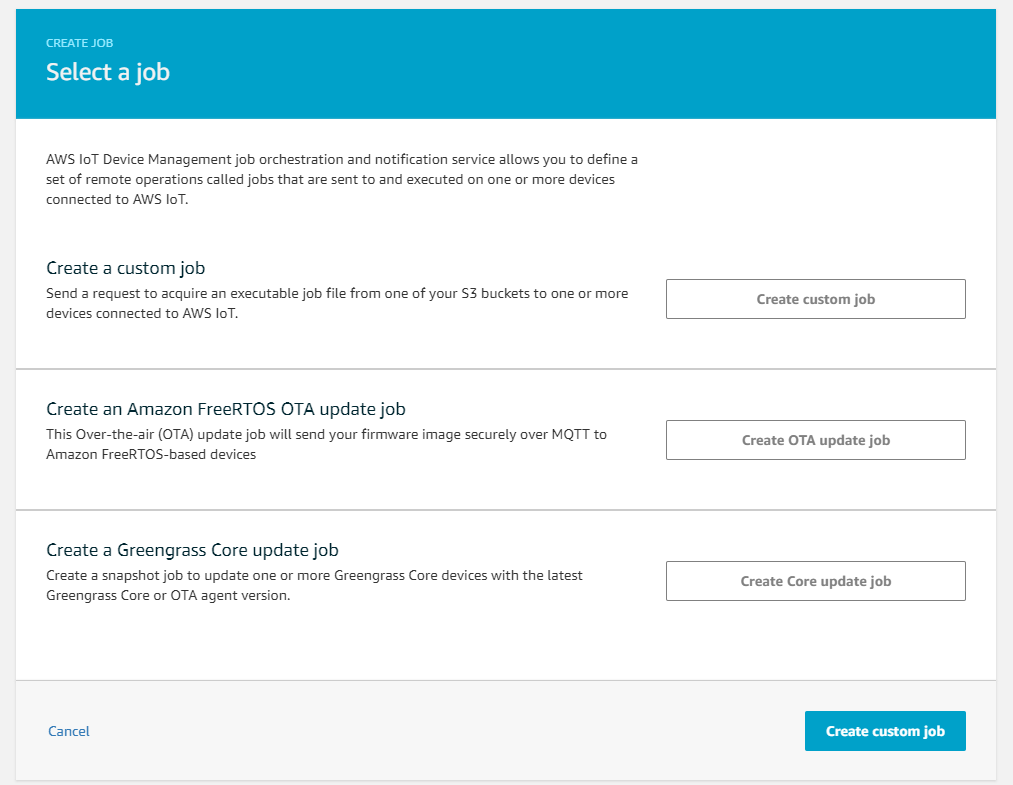 CREATE JOB
Select a job
AWS IoT Device Management job orchestration and notification service allows you to define a
set of remote operations called jobs that are sent to and executed on one or more devices
connected to AWS IoT.
Create a custom job
Send a request to acquire an executable job file from one of your S3 buckets to one or more
devices connected to AWS IoT.
Create custom job
Create an Amazon FreeRTOS OTA update job
This Over-the-air (OTA) update job will send your firmware image securely over MQTT to
Amazon FreeRTOS-based devices
Create OTA update job
Create a Greengrass Core update job
Create a snapshot job to update one or more Greengrass Core devices with the latest
Greengrass Core or OTA agent version.
Create Core update job
Cancel
Create custom job